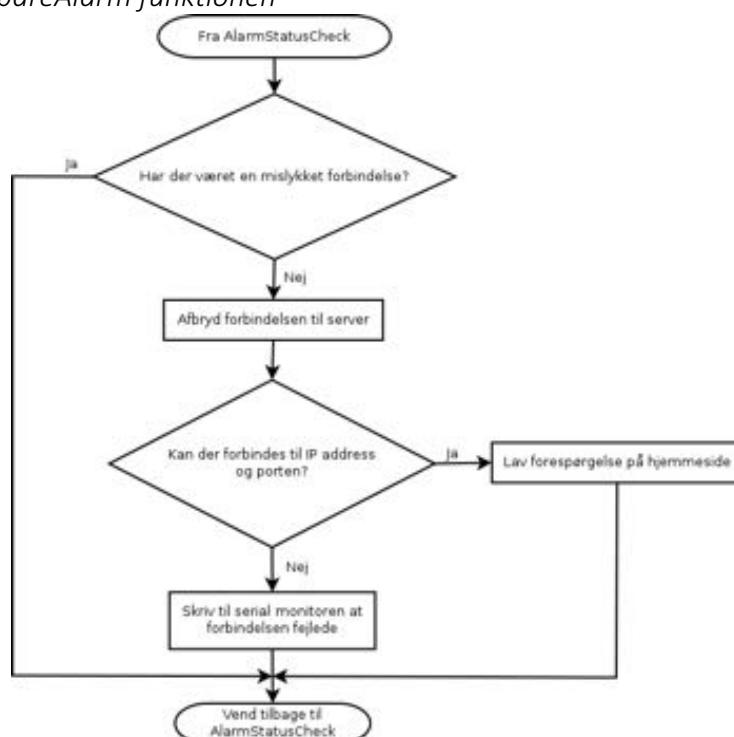 funktionen
Fra AlarmStatusCheck
Ja
Har der været en mislykket forbindelse?
Nej
Afbryd forbindelsen til server
Kan der forbindes til IP address
og porten?
Ja
Lav forespørgelse på hjemmeside
Nej
Skriv til serial monitoren at
forbindelsen fejlede
Vend tilbage til
AlarmStatusCheck